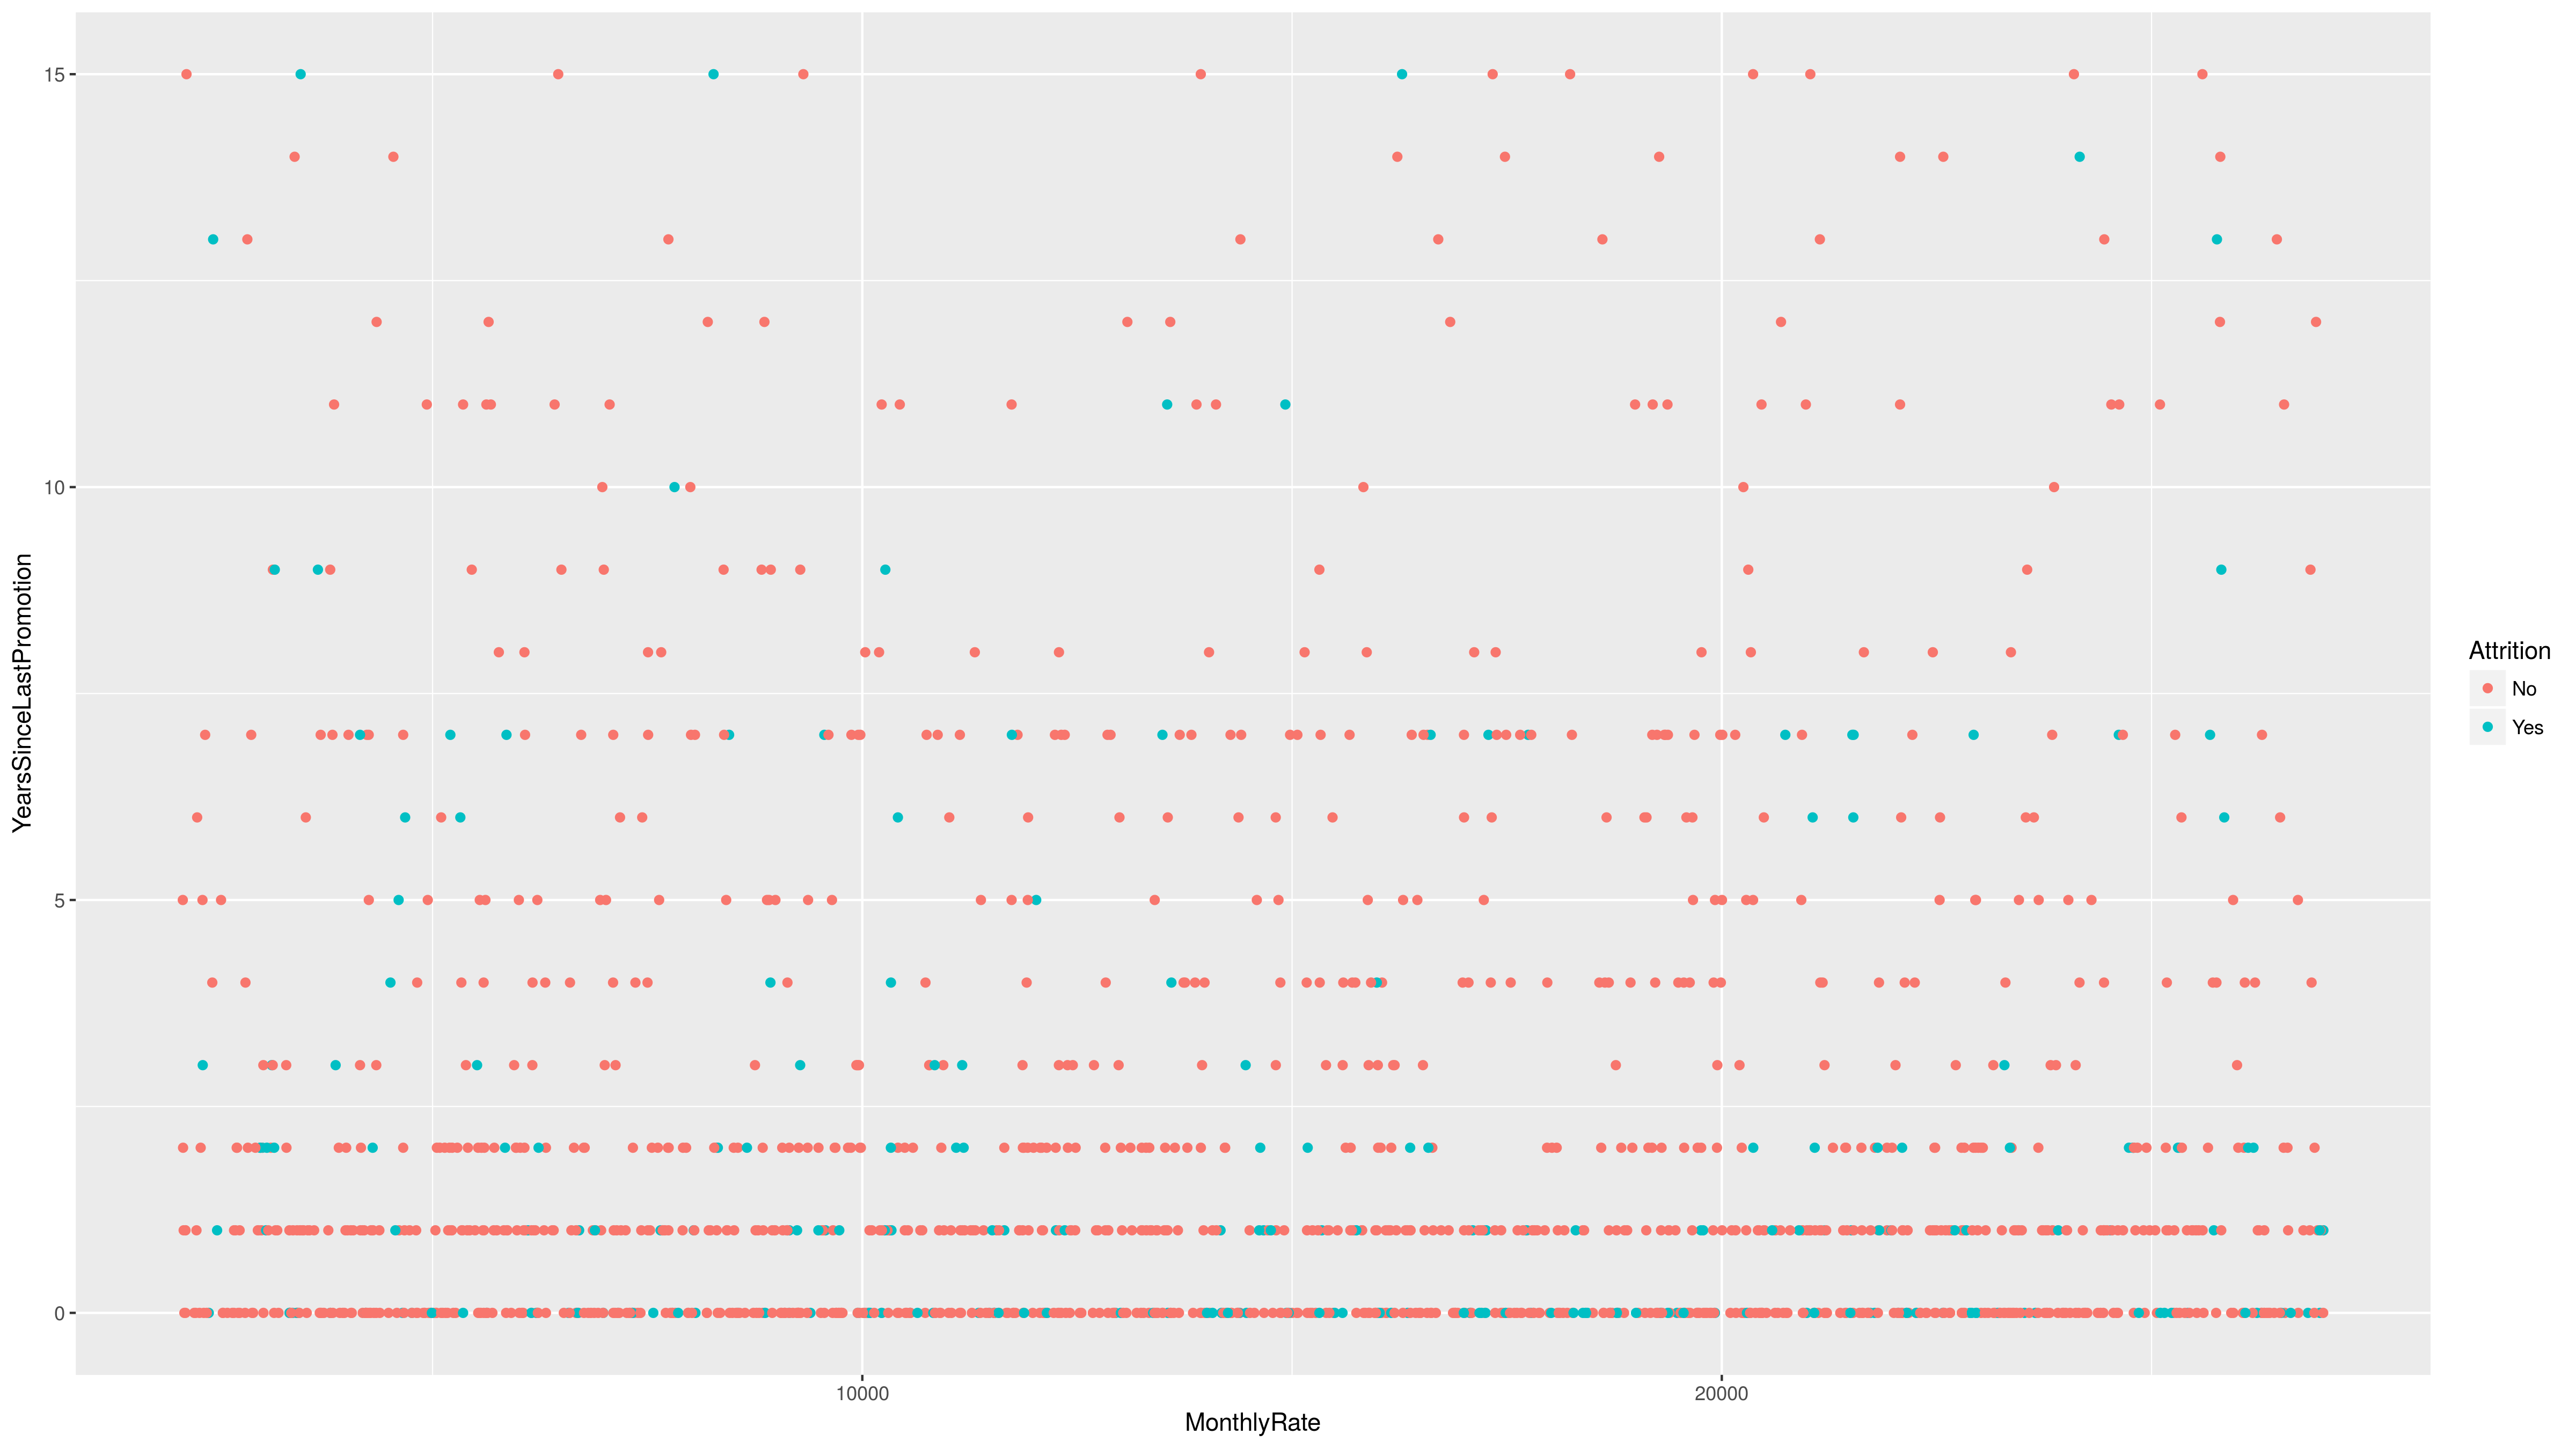 15
10
5
0
YearsSinceLastPromotion
10000
20000
MonthlyRate
Attrition
No
Yes